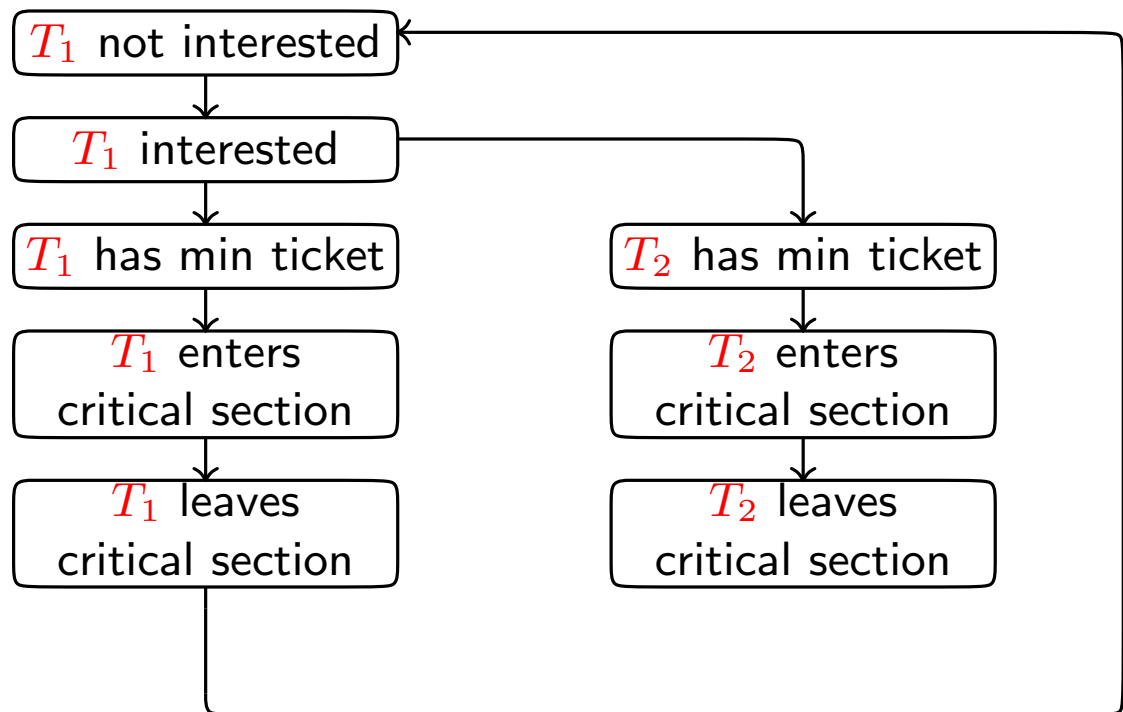 T₁ not interested
T₁ interested
T₁ has min ticket
T₂ has min ticket
T₁ enters
critical section
T₂ enters
critical section
T₁ leaves
critical section
T₂ leaves
critical section